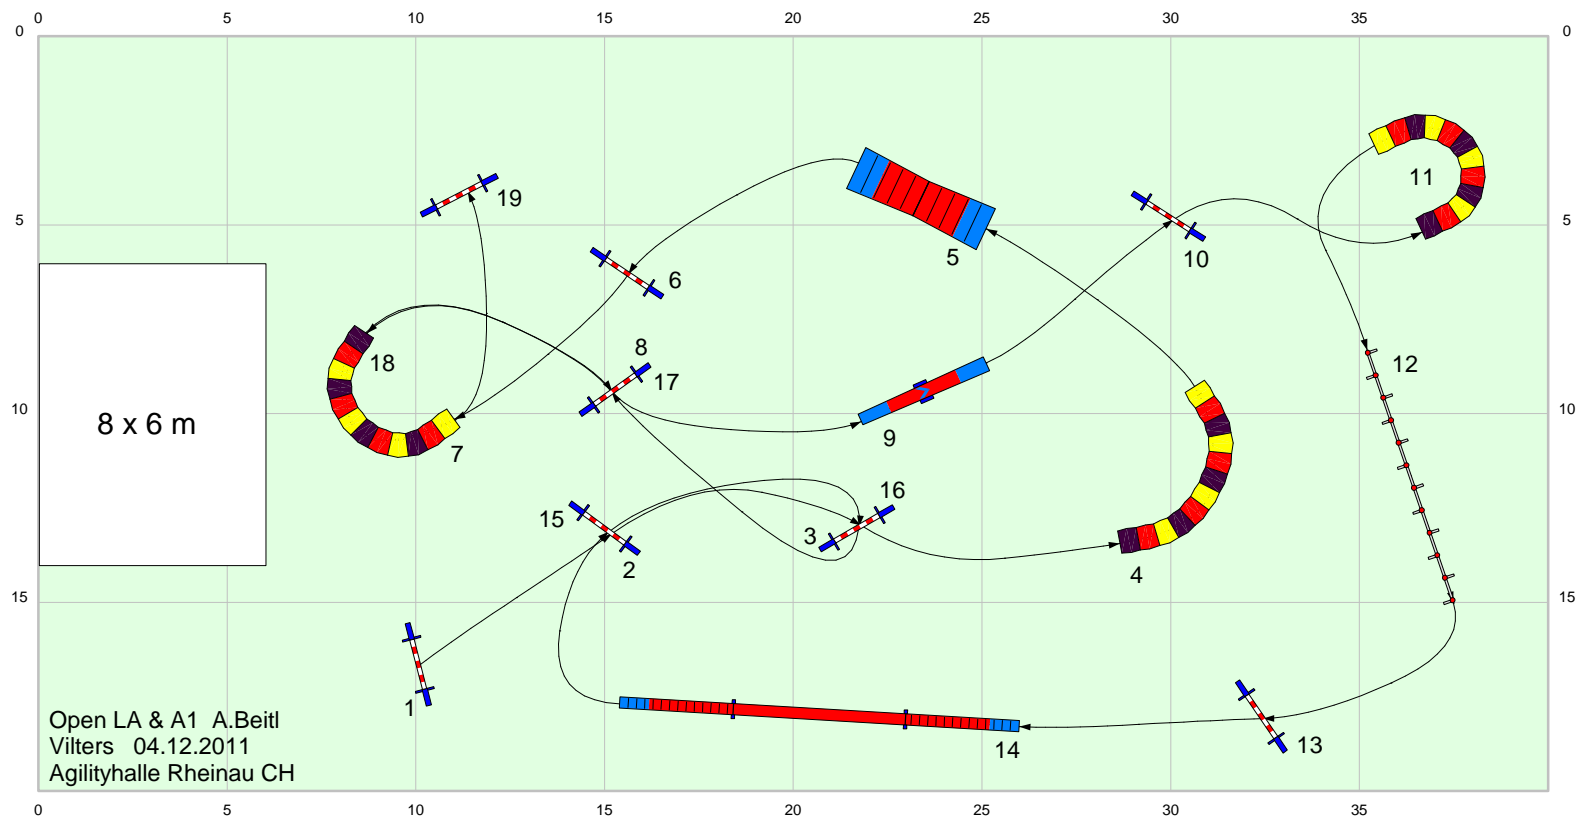 0 5 10 15 20 25 30 35
0 0
11
19
5 5
5 10
6
8
18 17 12
10 8 x 6 m 10
9
7
16
15
3
2 4
15 15
1
Open LA & A1 A.Beitl
13
Vilters 04.12.2011
14
Agilityhalle Rheinau CH
0 5 10 15 20 25 30 35